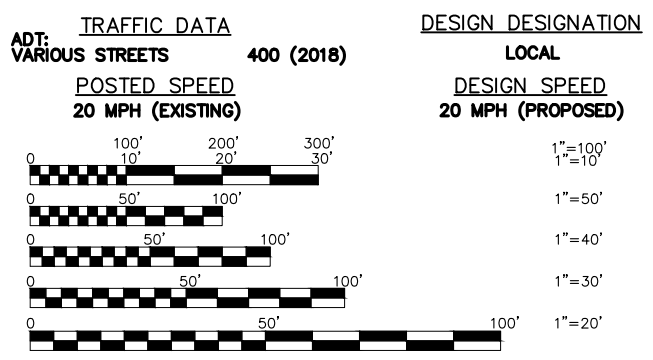 TRAFFIC DATA
DESIGN DESIGNATION
ADT:
VARIOUS STREETS 400 (2018)
LOCAL
POSTED SPEED
DESIGN SPEED
20 MPH (EXISTING)
20 MPH (PROPOSED)
100' 200' 300'
1"=100'
0 10' 20' 30'
1"=10'
0 50' 100'
1"=50'
0 50' 100'
1"=40'
0 50' 100'
1"=30'
0 50' 100'
1"=20'